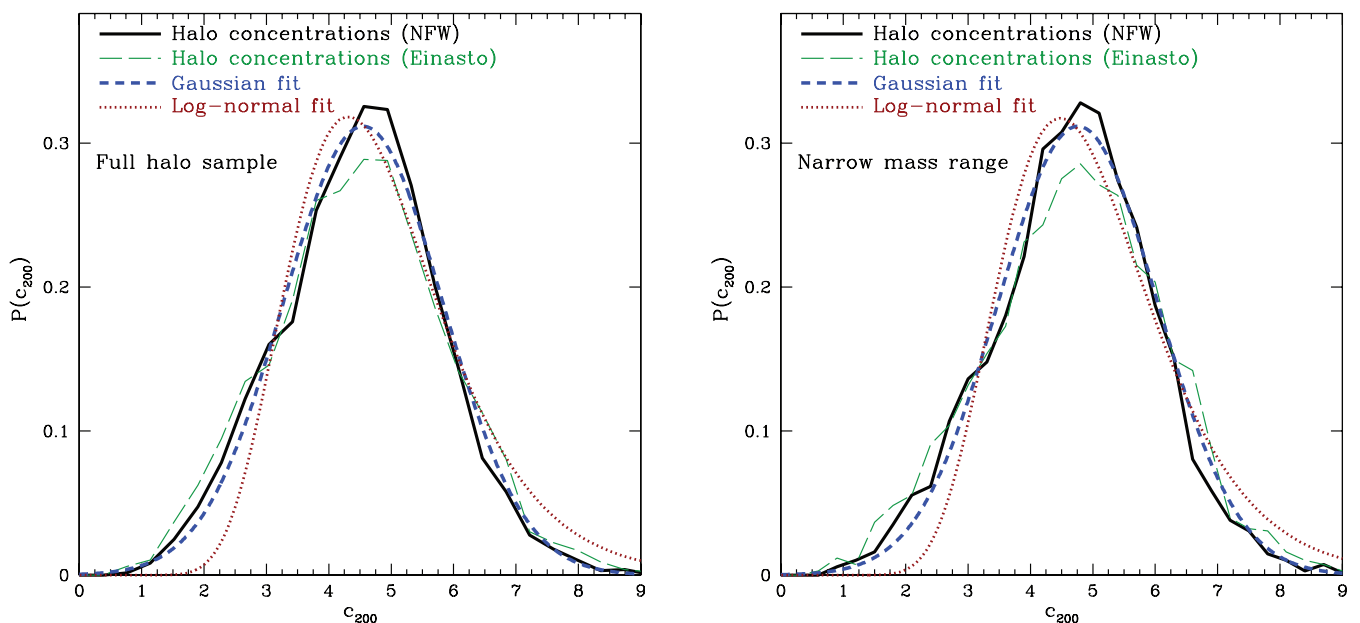 Halo concentrations (NFW)
Halo concentrations (Einasto)
Gaussian fit
Log-normal fit
Full halo sample
P(c200)
0.3
0.2
0.1
0
0 1 2 3 4 5 6 7 8 9
c200
Halo concentrations (NFW)
Halo concentrations (Einasto)
Gaussian fit
Log-normal fit
Narrow mass range
P(c200)
0.3
0.2
0.1
0
0 1 2 3 4 5 6 7 8 9
c200